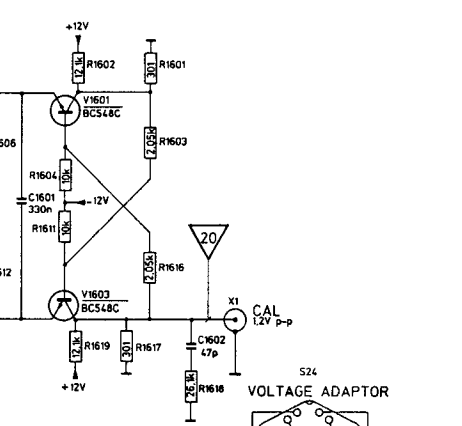 +12V
12,1k
R1602
301
R1601
V1601
BC548C
2,05k
R1603
606
R1604
10k
C1601
330n
-12V
R1611
10k
20
2,05k
R1616
612
V1603
BC548C
X1
CAL
1,2V p-p
12,1k
R1619
301
R1617
C1602
47p
26,1k
R1618
+12V
S24
VOLTAGE ADAPTOR